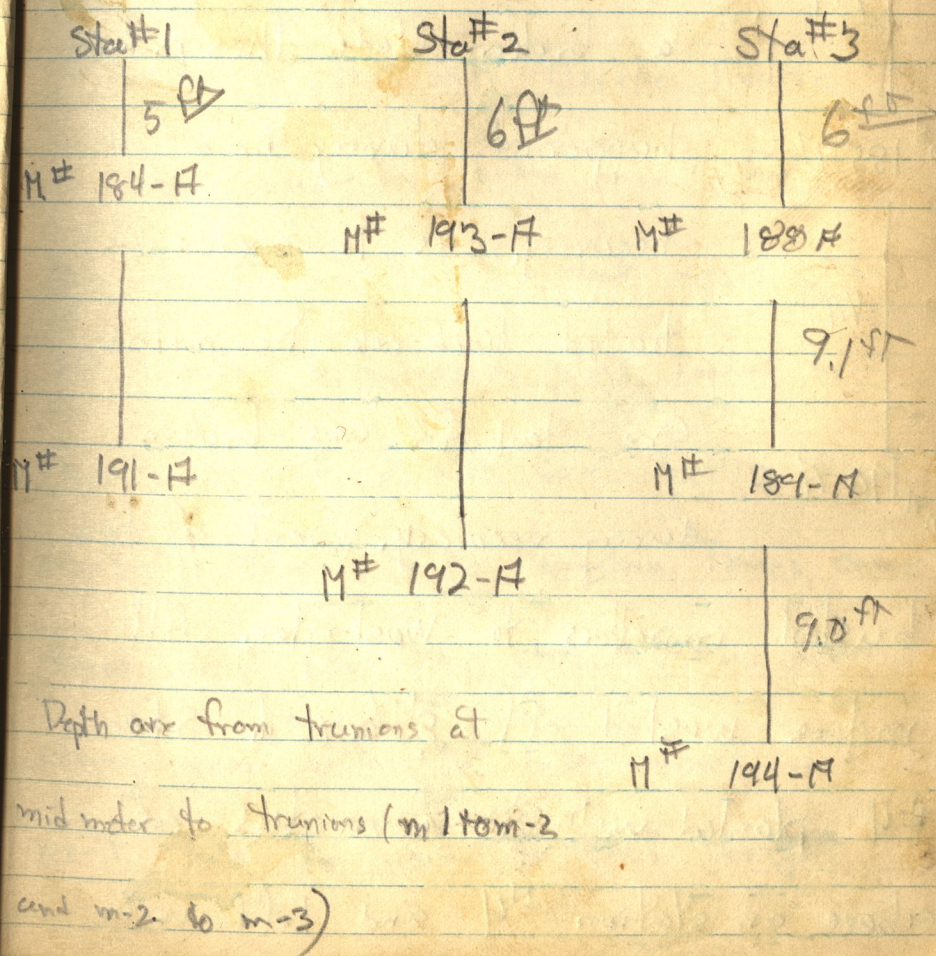 Sta#1 Sta#2 Sta#3
5 ft 6 ft 6 ft
M# 184-A
M# 193-A M# 188 A
9.1 ft
M# 191-A M# 189-A
M# 192-A
9.0 ft
Depth are from trunions at
M# 194-A
mid meter to trunions (m 1 to m-2
and m-2 to m-3)